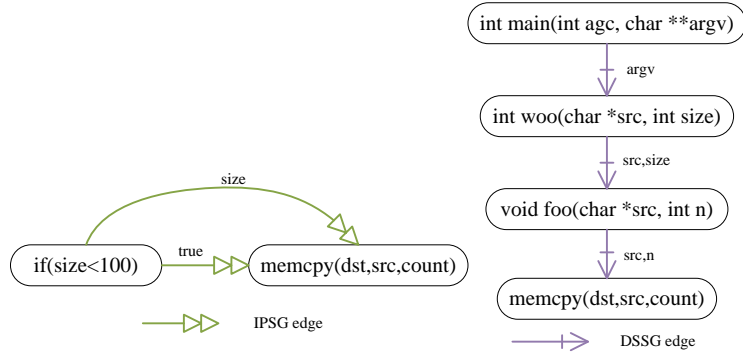 size
if(size<100)
true
memcpy(dst,src,count)
IPSG edge
int main(int agc, char **argv)
argv
int woo(char *src, int size)
src,size
void foo(char *src, int n)
src,n
memcpy(dst,src,count)
DSSG edge